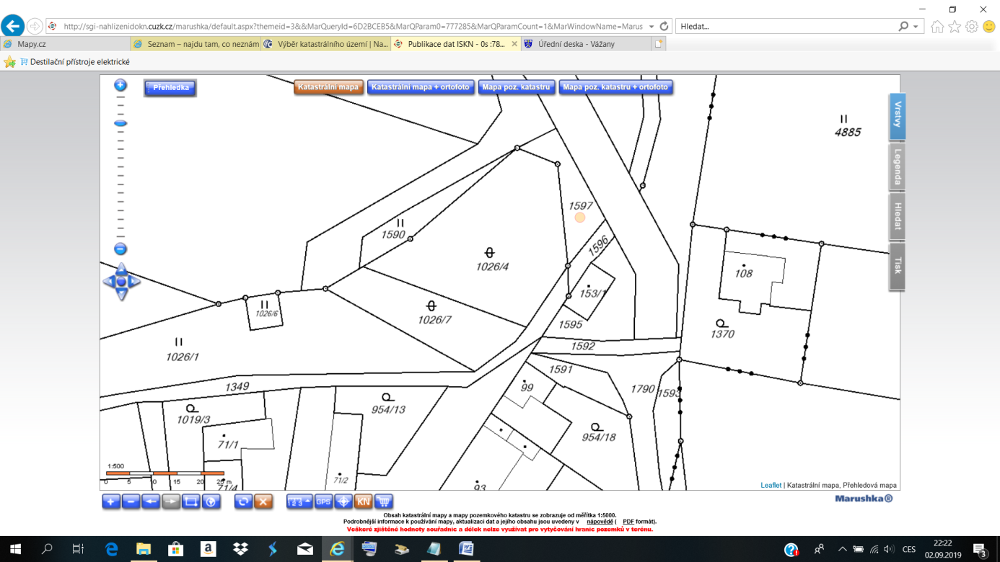 http://sgi-nahlizenidokn.cuzk.cz/marushka/default.aspx?themeid=3&&MarQueryId=6D2BCEB5&MarQParam0=777285&MarQParamCount=1&MarWindowName=Marus
Hledat...
Mapy.cz
Seznam – najdu tam, co neznám
Výběr katastrálního území | Na...
Publikace dat ISKN - 0s :78...
Úřední deska - Vážany
Destilační přístroje elektrické
Přehledka
Katastrální mapa
Katastrální mapa + ortofoto
Mapa poz. katastru
Mapa poz. katastru + ortofoto
Vrstvy
Legenda
Hledat
Tisk
4885
1597
1590
1596
1026/4
108
153/1
1026/6
1026/7
1595
1370
1026/1
1592
1591
1349
99
1790
1593
954/13
1019/3
954/18
71/1
1:500
71/2
0 5 10 15 20 25 m
71/4
93
Leaflet | Katastrální mapa, Přehledová mapa
1 2 3
GPS
KN
Marushka®
Obsah katastrální mapy a mapy pozemkového katastru se zobrazuje od měřítka 1:5000.
Podrobnější informace k používání mapy, aktualizaci dat a jejího obsahu jsou uvedeny v nápovědě ( PDF formát).
Veškeré zjištěné hodnoty souřadnic a délek nelze využívat pro vytyčování hranic pozemků v terénu.
CES
22:22
02.09.2019
3